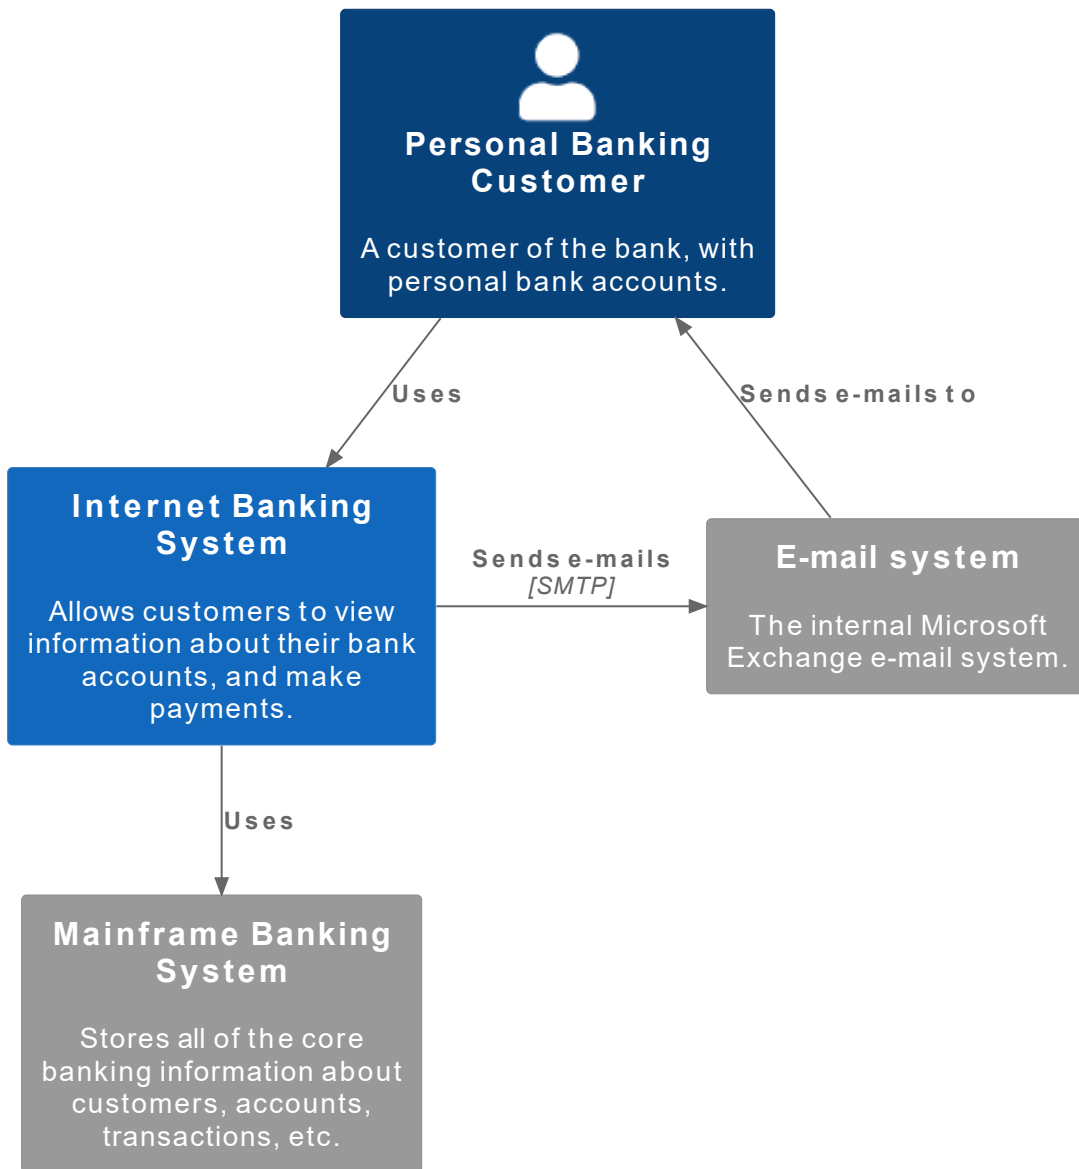 Personal Banking
Customer
A customer of the bank, with
personal bank accounts.
Uses
Sends e-mails to
Internet Banking
System
Allows customers to view
information about their bank
accounts, and make
payments.
Sends e-mails
[SMTP]
E-mail system
The internal Microsoft
Exchange e-mail system.
Uses
Mainframe Banking
System
Stores all of the core
banking information about
customers, accounts,
transactions, etc.